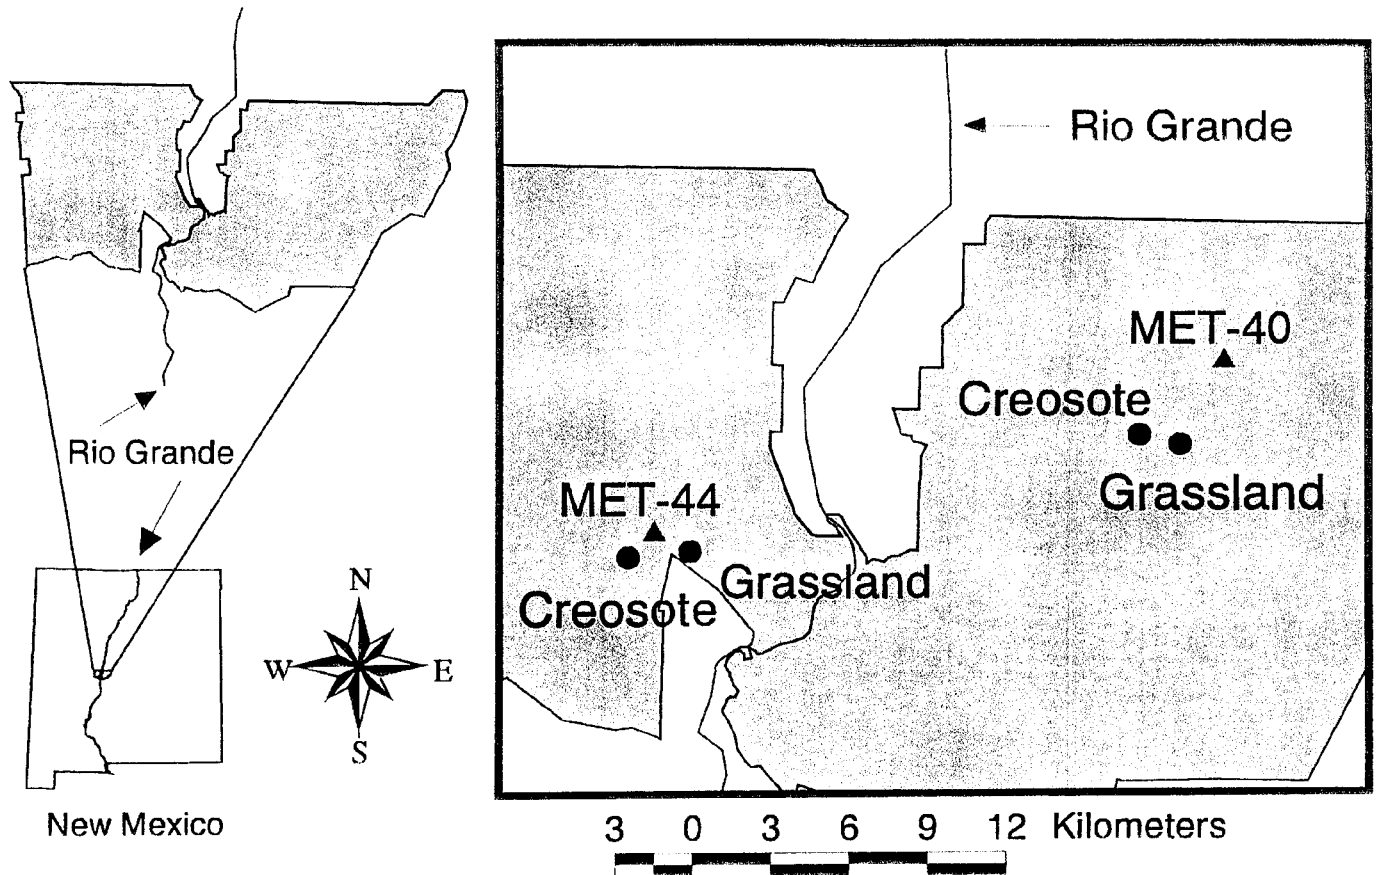 Rio Grande
MET-40
Creosote
Grassland
MET-44
Grassland
Creosote
Rio Grande
N
W E
S
New Mexico
3 0 3 6 9 12 Kilometers